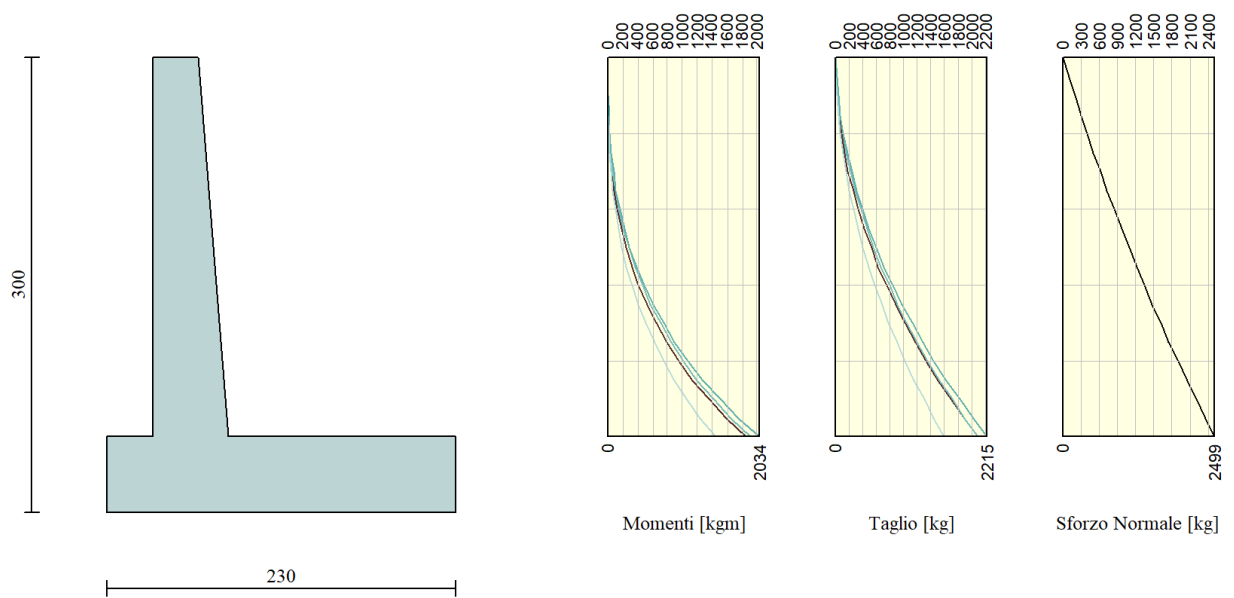 0 200 400 600 800 1000 1200 1400 1600 1800 2000
0 200 400 600 800 1000 1200 1400 1600 1800 2000 2200
0 300 600 900 1200 1500 1800 2100 2400
300
0 2034
0 2215
0 2499
Momenti [kgm]
Taglio [kg]
Sforzo Normale [kg]
230